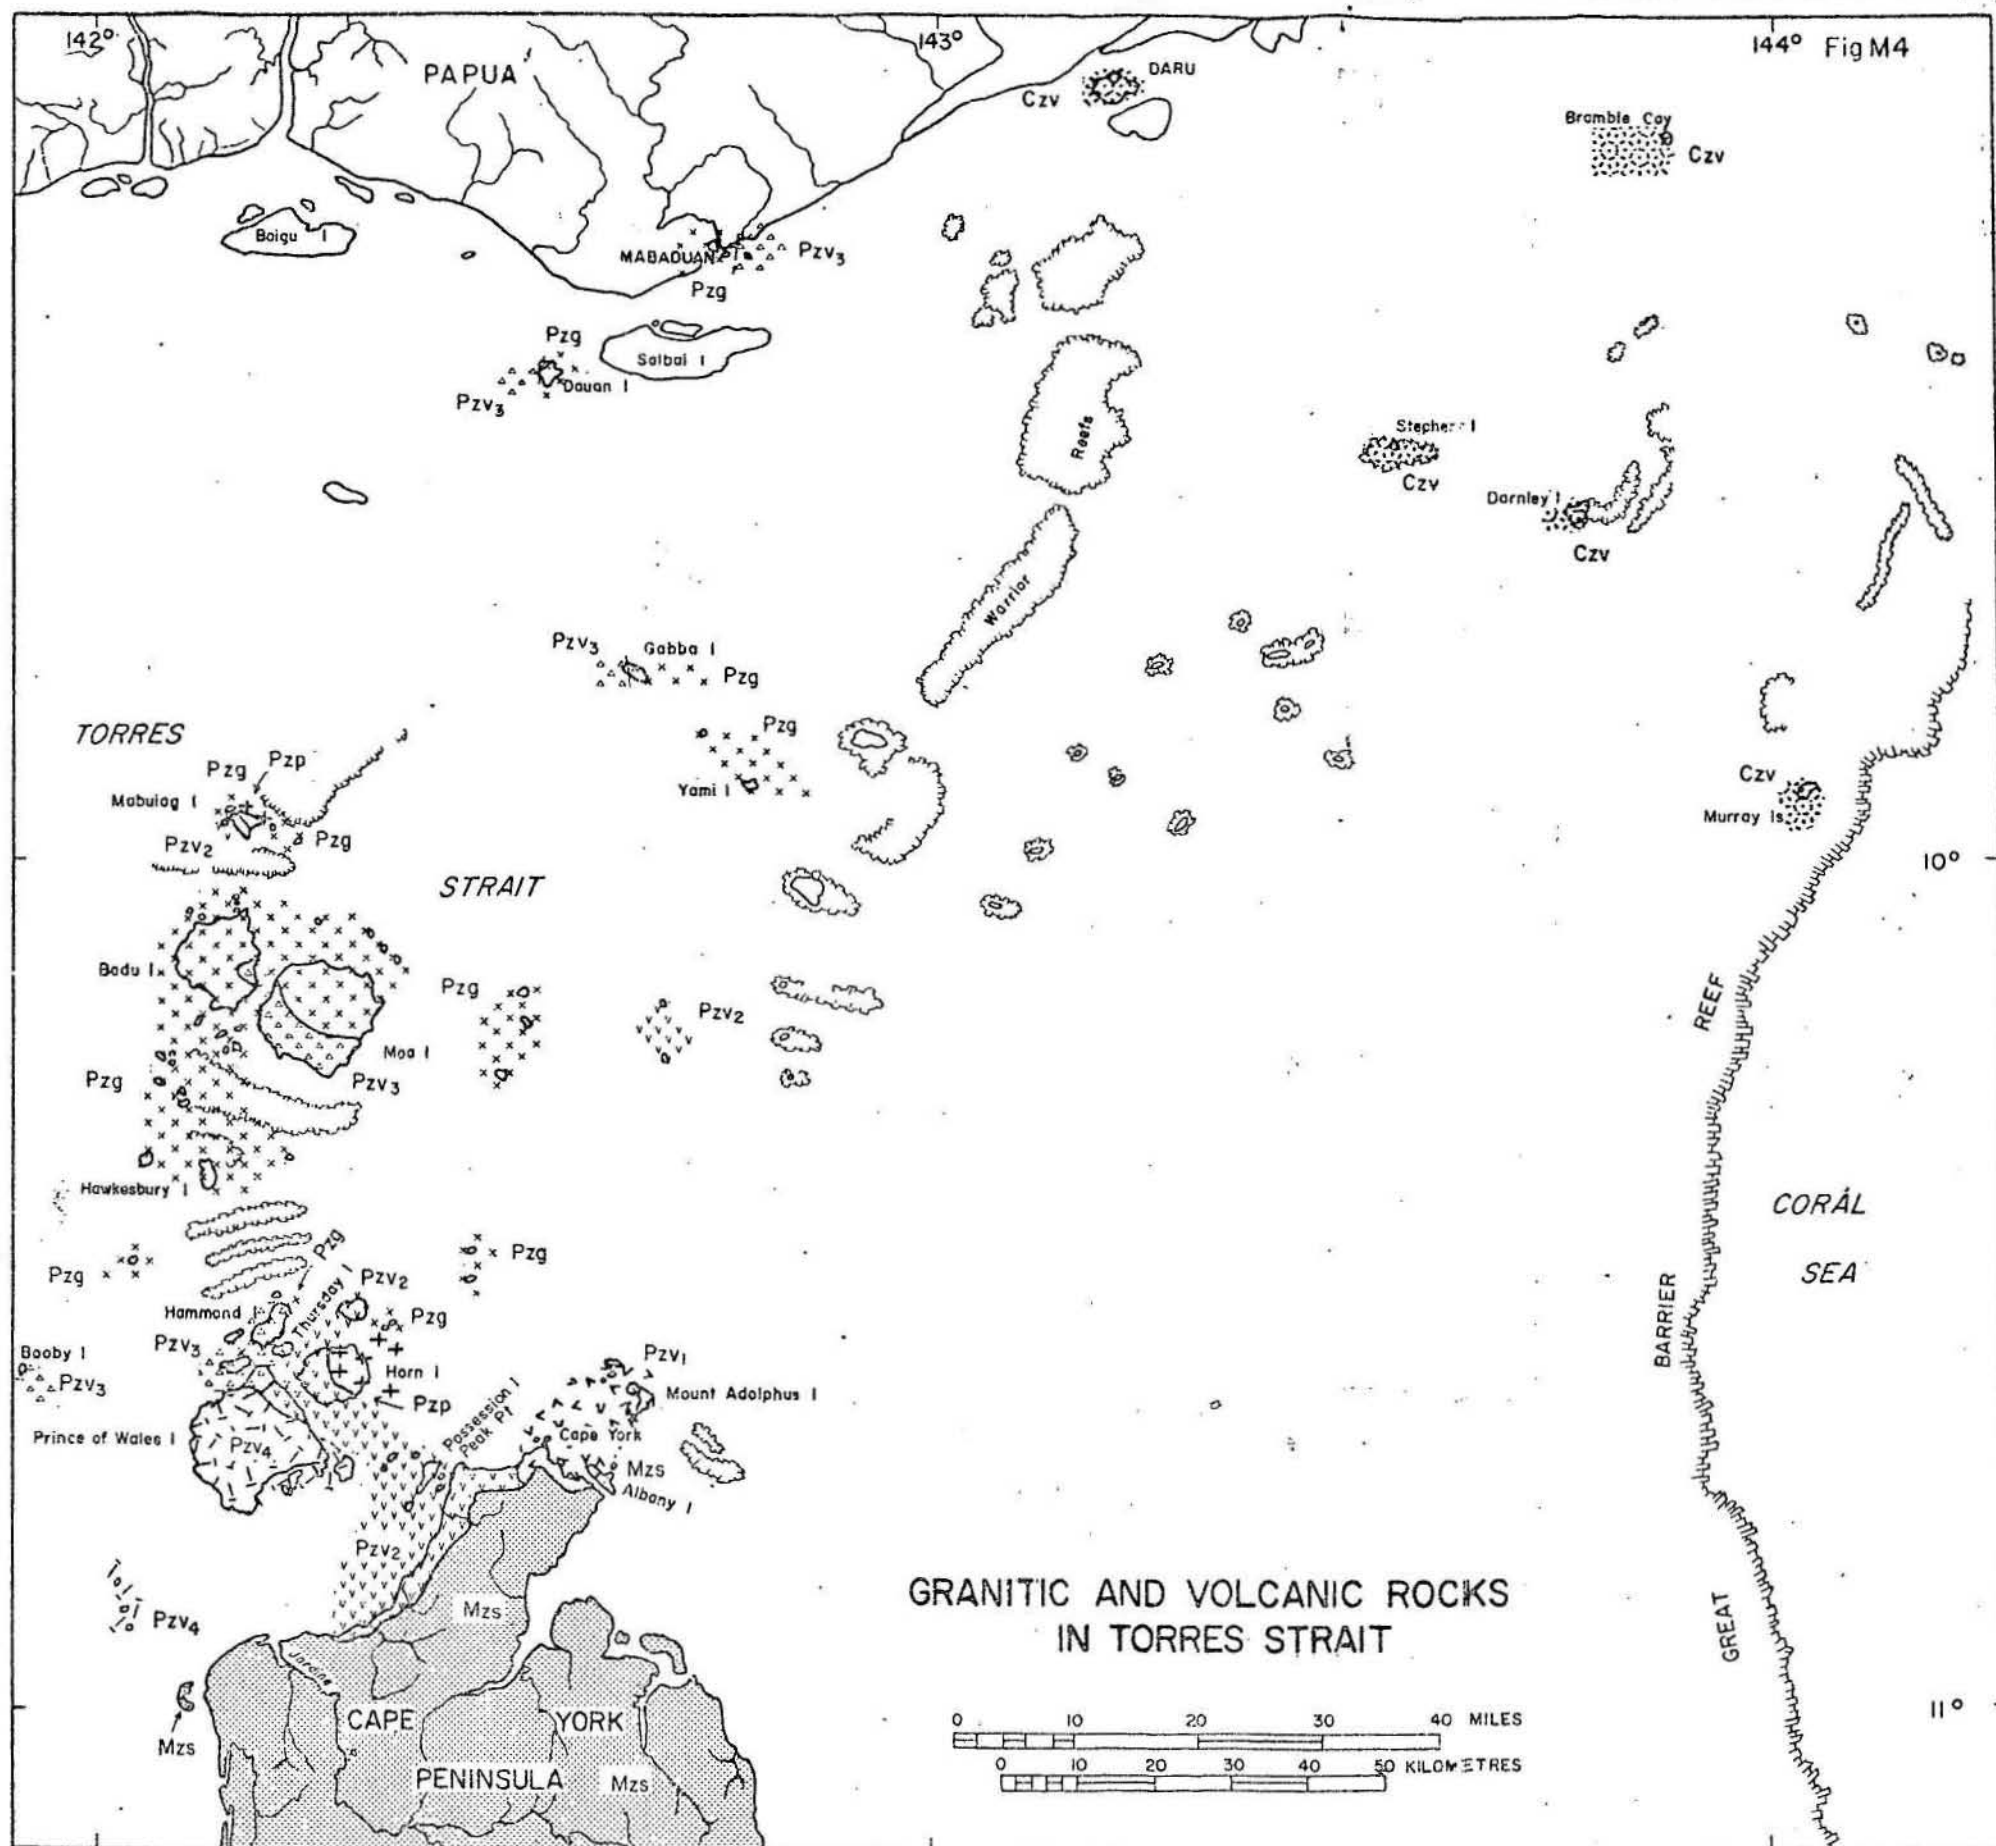 142°
143°
144° Fig M4
PAPUA
DARU
Czv
Bramble Cay
Czv
Boigu I
MABADUAN
Pzv3
Pzg
Pzg
Saibai I
Dauan I
Pzv3
Reefs
Stephens I
Czv
Darnley I
Czv
Warrior
Pzv3
Gabba I
Pzg
TORRES
Pzg
Pzp
Pzg
Mabuiag I
Yami I
Czv
Murray Is
Pzv2
Pzg
10°
STRAIT
Badu I
Pzg
Pzv2
REEF
Moa I
Pzg
Pzv3
Hawkesbury I
CORAL
SEA
Pzg
Pzg
Pzg
Thursday I
Pzv2
Hammond I
Pzg
BARRIER
Booby I
Pzv3
Pzv3
Horn I
Pzv1
Mount Adolphus I
Pzp
Possession I
Peak Pt
Cape York
Prince of Wales I
Pzv4
Mzs
Albany I
Pzv2
GRANITIC AND VOLCANIC ROCKS
IN TORRES STRAIT
Mzs
Pzv4
GREAT
Jardine
11°
CAPE
YORK
Mzs
PENINSULA
Mzs
0 10 20 30 40 MILES
0 10 20 30 40 50 KILOMETRES